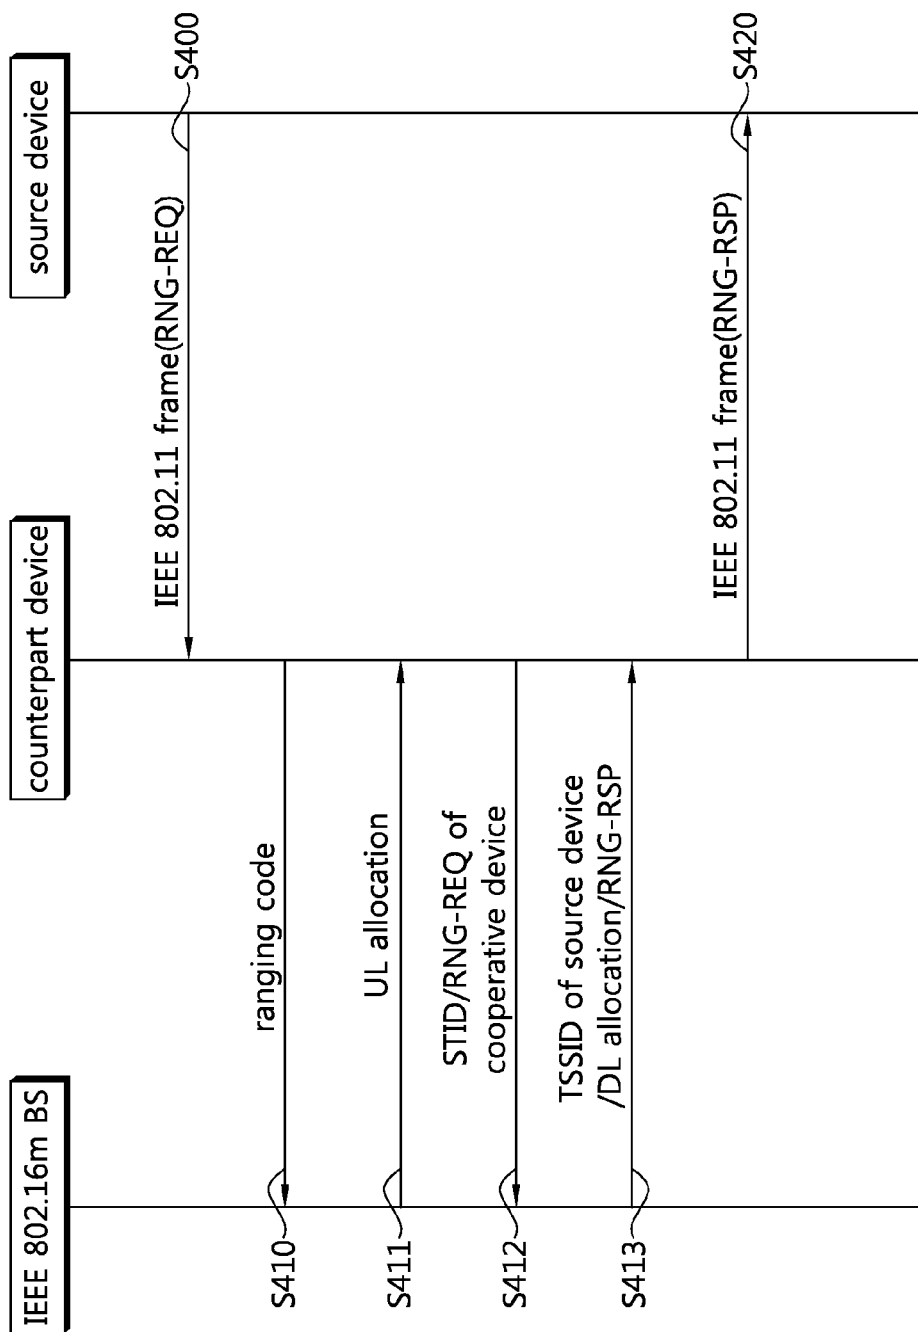 IEEE 802.16m BS
counterpart device
source device
IEEE 802.11 frame(RNG-REQ)
S400
ranging code
S410
UL allocation
S411
STID/RNG-REQ of
cooperative device
S412
TSSID of source device
/DL allocation/RNG-RSP
S413
IEEE 802.11 frame(RNG-RSP)
S420